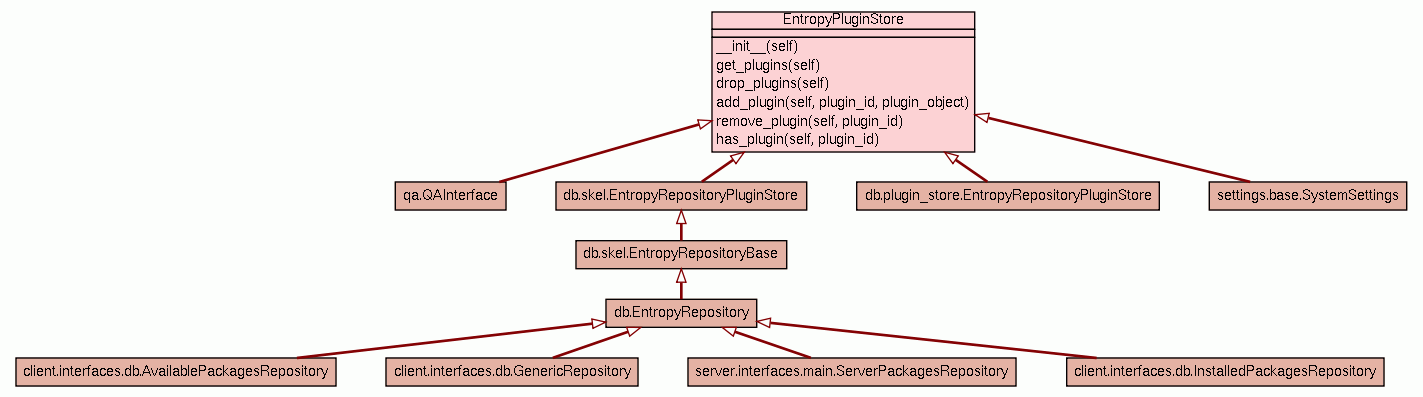 EntropyPluginStore
__init__(self)
get_plugins(self)
drop_plugins(self)
add_plugin(self, plugin_id, plugin_object)
remove_plugin(self, plugin_id)
has_plugin(self, plugin_id)
qa.QAInterface
db.skel.EntropyRepositoryPluginStore
db.plugin_store.EntropyRepositoryPluginStore
settings.base.SystemSettings
db.skel.EntropyRepositoryBase
db.EntropyRepository
client.interfaces.db.AvailablePackagesRepository
client.interfaces.db.GenericRepository
server.interfaces.main.ServerPackagesRepository
client.interfaces.db.InstalledPackagesRepository